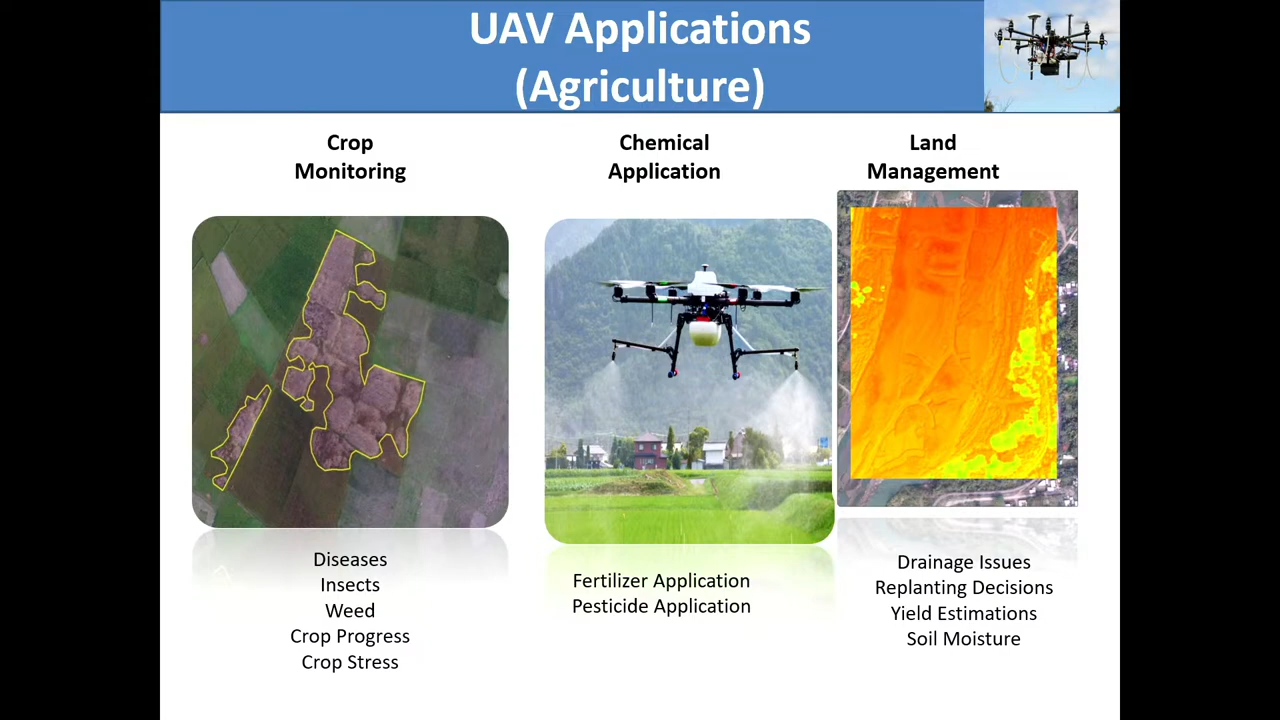 UAV Applications
(Agriculture)
Crop
Monitoring
Chemical
Application
Land
Management
Diseases
Insects
Weed
Crop Progress
Crop Stress
Fertilizer Application
Pesticide Application
Drainage Issues
Replanting Decisions
Yield Estimations
Soil Moisture